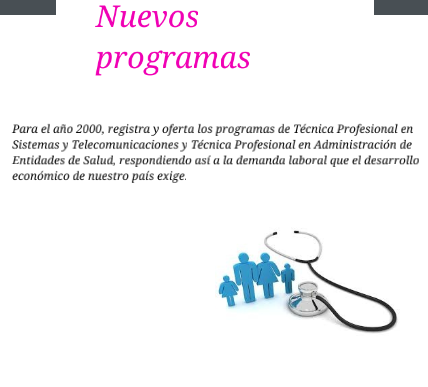 Nuevos
programas
Para el año 2000, registra y oferta los programas de Técnica Profesional en
Sistemas y Telecomunicaciones y Técnica Profesional en Administración de
Entidades de Salud, respondiendo así a la demanda laboral que el desarrollo
económico de nuestro país exige.